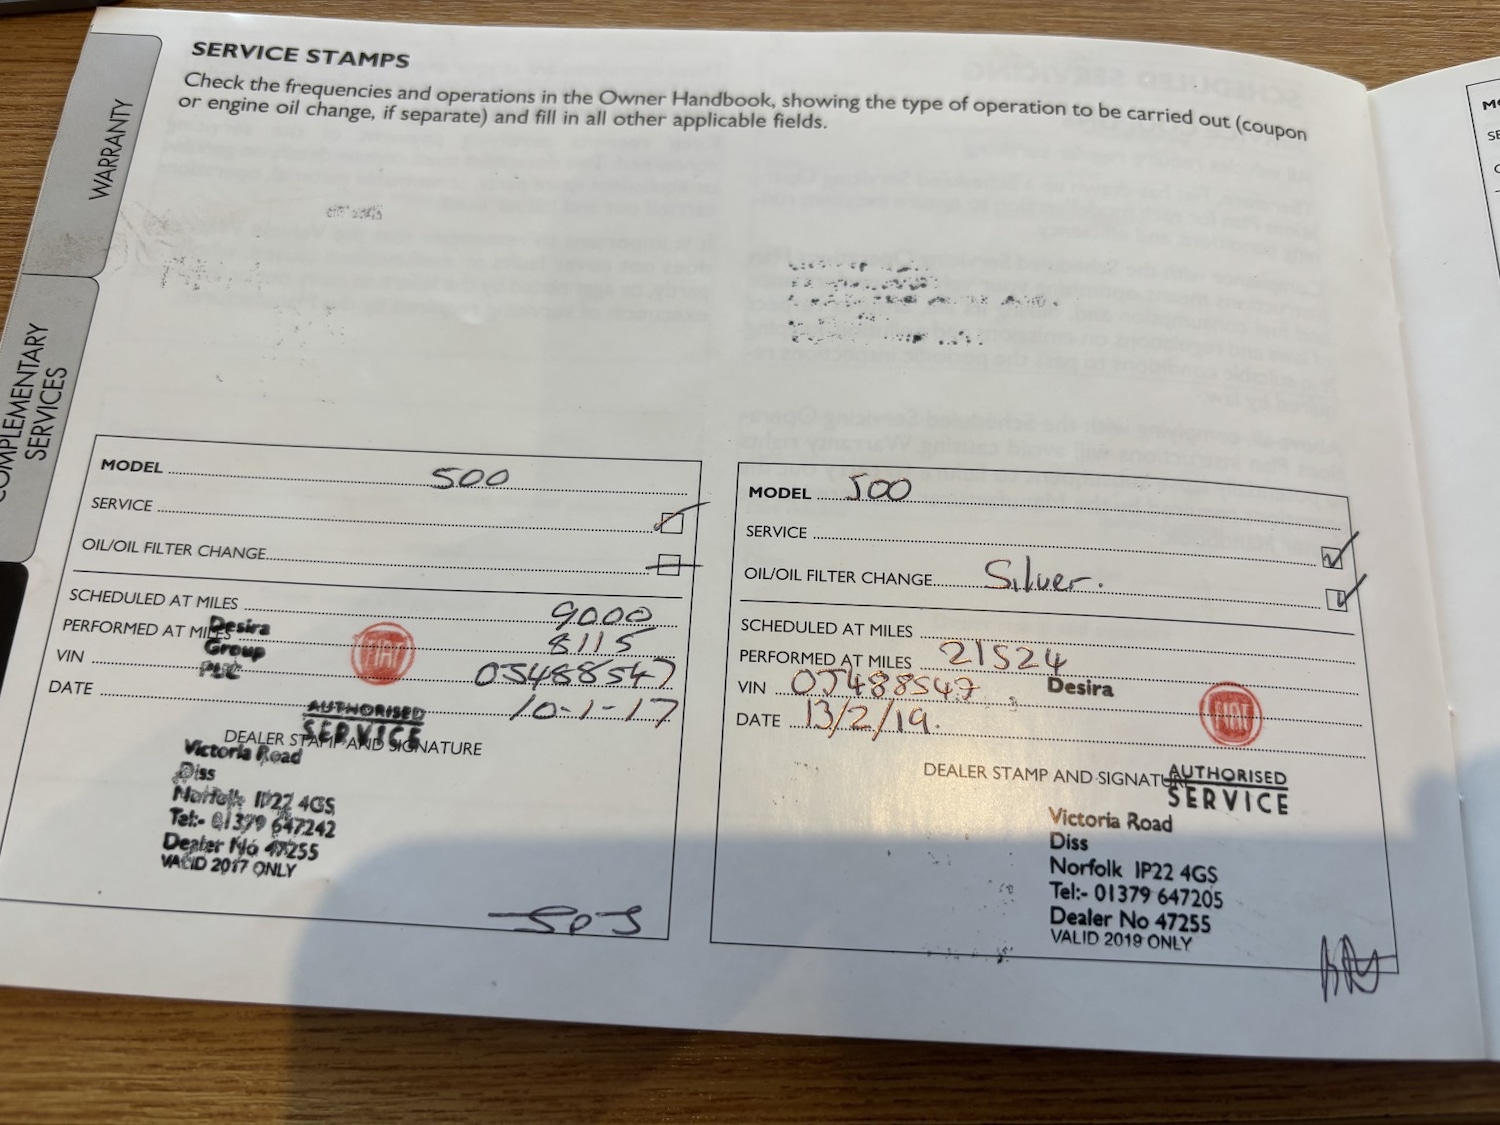 WARRANTY
COMPLEMENTARY
SERVICES
SERVICE STAMPS
Check the frequencies and operations in the Owner Handbook, showing the type of operation to be carried out (coupon
or engine oil change, if separate) and fill in all other applicable fields.
MODEL 500
SERVICE
OIL/OIL FILTER CHANGE
SCHEDULED AT MILES 9000
PERFORMED AT MILES 8115
VIN 05488547
DATE 10-1-17
Desira
Group
PLC
FIAT
AUTHORISED
SERVICE
DEALER STAMP AND SIGNATURE
Victoria Road
Diss
Norfolk IP22 4GS
Tel:- 01379 647242
Dealer No 47255
VALID 2017 ONLY
MODEL 500
SERVICE
OIL/OIL FILTER CHANGE Silver.
SCHEDULED AT MILES
PERFORMED AT MILES 21524
VIN 05488547
DATE 13/2/19.
Desira
FIAT
DEALER STAMP AND SIGNATURE
AUTHORISED
SERVICE
Victoria Road
Diss
Norfolk IP22 4GS
Tel:- 01379 647205
Dealer No 47255
VALID 2019 ONLY